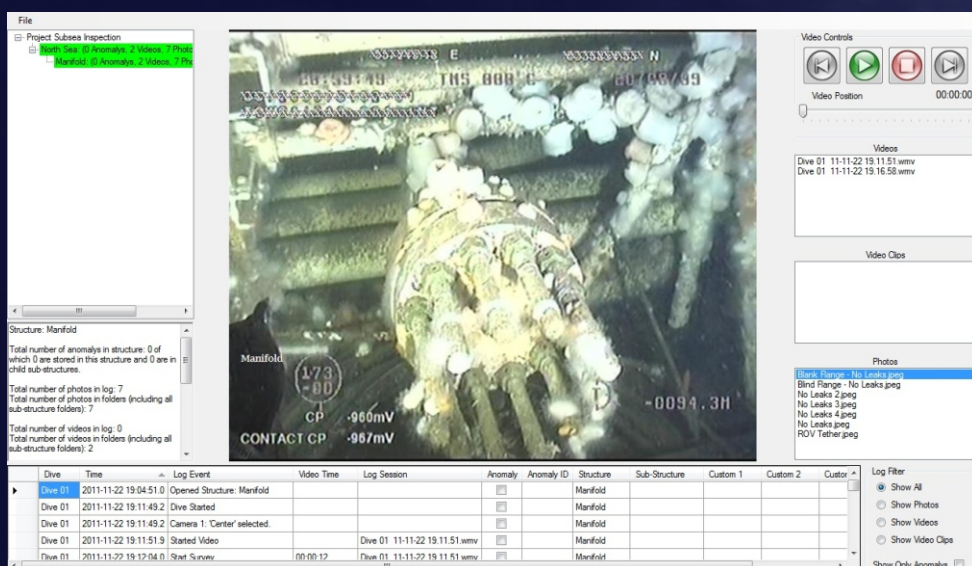 File
Project Subsea Inspection
North Sea: (0 Anomalys, 2 Videos, 7 Photo
Manifold: (0 Anomalys, 2 Videos, 7 Ph
Structure: Manifold
Total number of anomalys in structure: 0 of
which 0 are stored in this structure and 0 are in
child sub-structures.
Total number of photos in log: 7
Total number of photos in folders (including all
sub-structure folders): 7
Total number of videos in log: 0
Total number of videos in folders (including all
sub-structure folders): 2
E
N
TMS
Manifold
173
-00
CP -960mV
CONTACT CP -967mV
-0094.3M
Video Controls
Video Position 00:00:00
Videos
Dive 01 11-11-22 19.11.51.wmv
Dive 01 11-11-22 19.16.58.wmv
Video Clips
Photos
Blank Flange - No Leaks.jpeg
Blind Flange - No Leaks.jpeg
No Leaks 2.jpeg
No Leaks 3.jpeg
No Leaks 4.jpeg
No Leaks.jpeg
ROV Tether.jpeg
Dive Time Log Event Video Time Log Session Anomaly Anomaly ID Structure Sub-Structure Custom 1 Custom 2 Custor
Dive 01 2011-11-22 19:04:51.0 Opened Structure: Manifold Manifold
Dive 01 2011-11-22 19:11:49.2 Dive Started Manifold
Dive 01 2011-11-22 19:11:49.2 Camera 1: 'Center' selected. Manifold
Dive 01 2011-11-22 19:11:51.9 Started Video Dive 01 11-11-22 19.11.51.wmv Manifold
Dive 01 2011-11-22 19:12:04.0 Start Survey 00:00:12 Dive 01 11-11-22 19.11.51.wmv Manifold
Log Filter
Show All
Show Photos
Show Videos
Show Video Clips
Show Only Anomalys